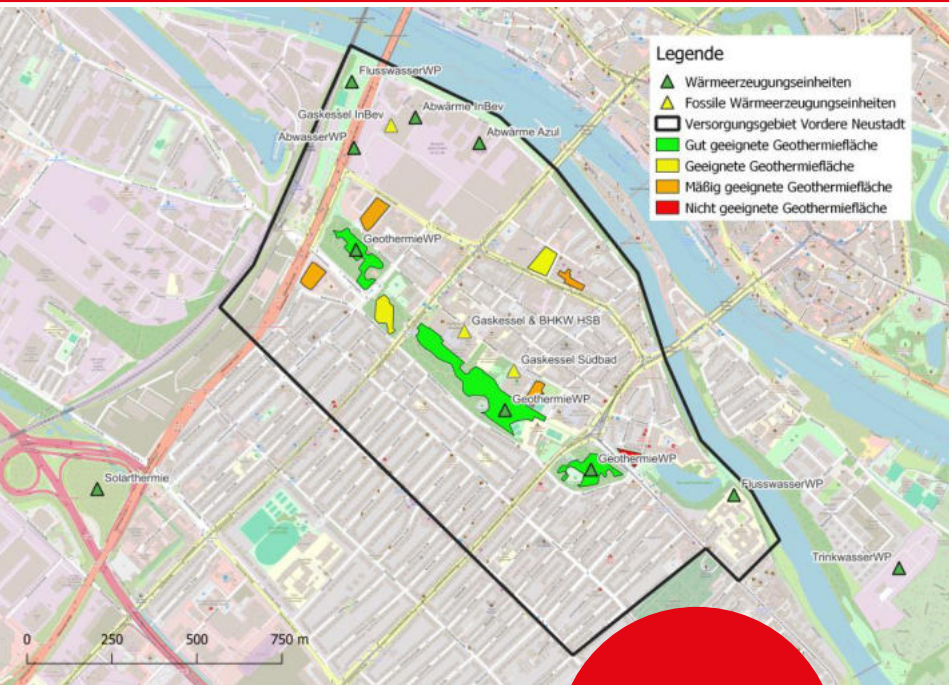 Legende
Wärmeerzeugungseinheiten
Fossile Wärmeerzeugungseinheiten
Versorgungsgebiet Vordere Neustadt
Gut geeignete Geothermiefläche
Geeignete Geothermiefläche
Mäßig geeignete Geothermiefläche
Nicht geeignete Geothermiefläche
FlusswasserWP
Gaskessel InBev
Abwärme InBev
AbwasserWP
Abwärme Azul
GeothermieWP
Gaskessel & BHKW HSB
Gaskessel Südbad
GeothermieWP
GeothermieWP
Solarthermie
FlusswasserWP
TrinkwasserWP
0 250 500 750 m